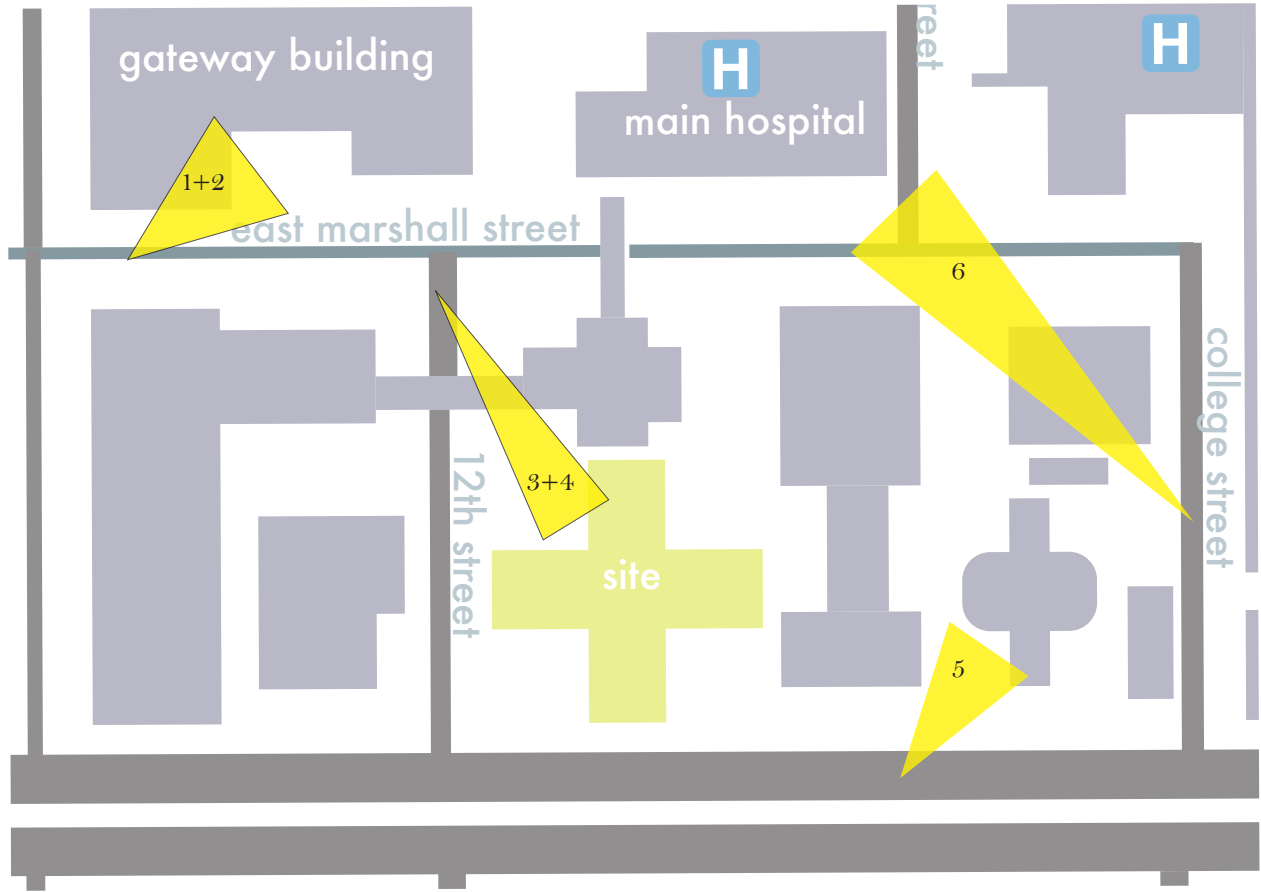 gateway building
H
main hospital
reet
H
1+2
east marshall street
6
college street
12th street
3+4
site
5